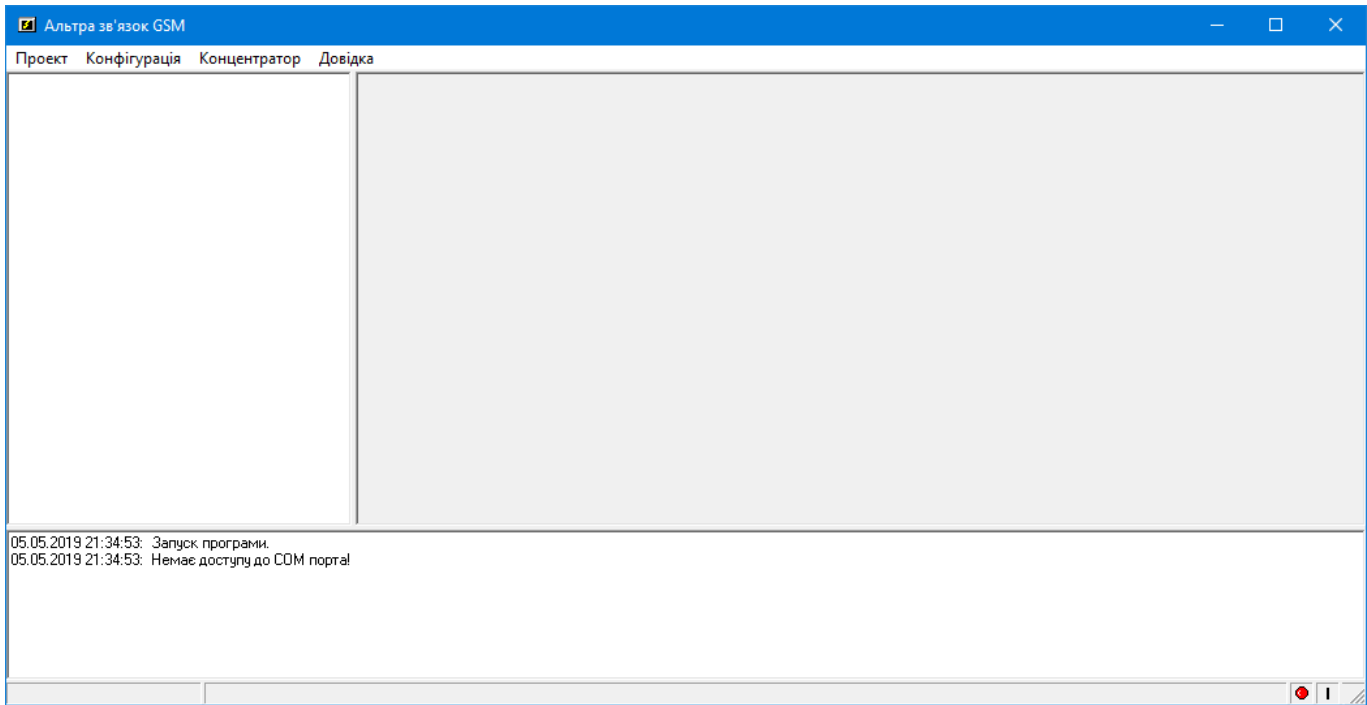 Альтра зв'язок GSM
Проект Конфігурація Концентратор Довідка
05.05.2019 21:34:53: Запуск програми.
05.05.2019 21:34:53: Немає доступу до COM порта!